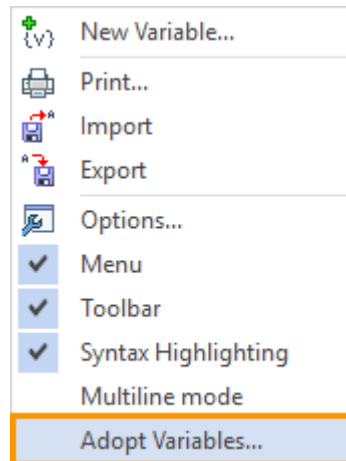 New Variable...
Print...
Import
Export
Options...
Menu
Toolbar
Syntax Highlighting
Multiline mode
Adopt Variables...